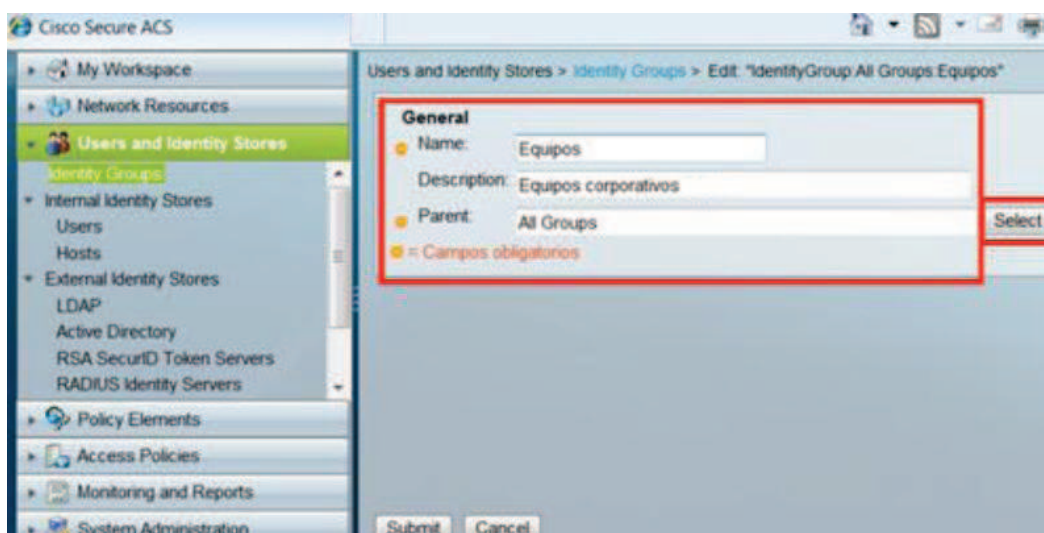 Cisco Secure ACS
My Workspace
Network Resources
Users and Identity Stores
Identity Groups
Internal Identity Stores
Users
Hosts
External Identity Stores
LDAP
Active Directory
RSA SecurID Token Servers
RADIUS Identity Servers
Policy Elements
Access Policies
Monitoring and Reports
System Administration
Users and Identity Stores > Identity Groups > Edit: "IdentityGroup:All Groups:Equipos"
General
Name: Equipos
Description: Equipos corporativos
Parent: All Groups
Select
= Campos obligatorios
Submit Cancel